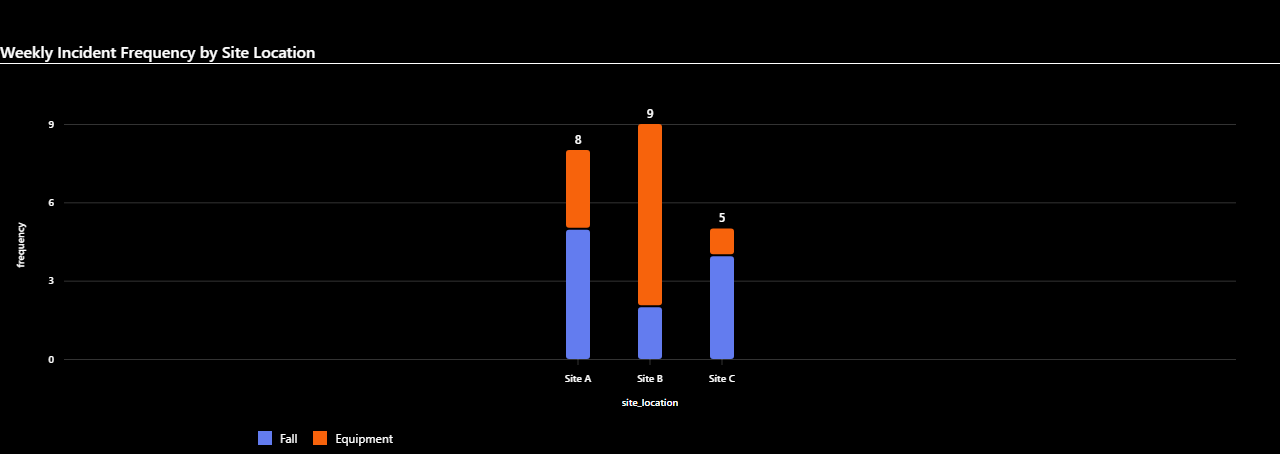 Weekly Incident Frequency by Site Location
9
6
3
0
frequency
8
9
5
Site A
Site B
Site C
site_location
Fall
Equipment